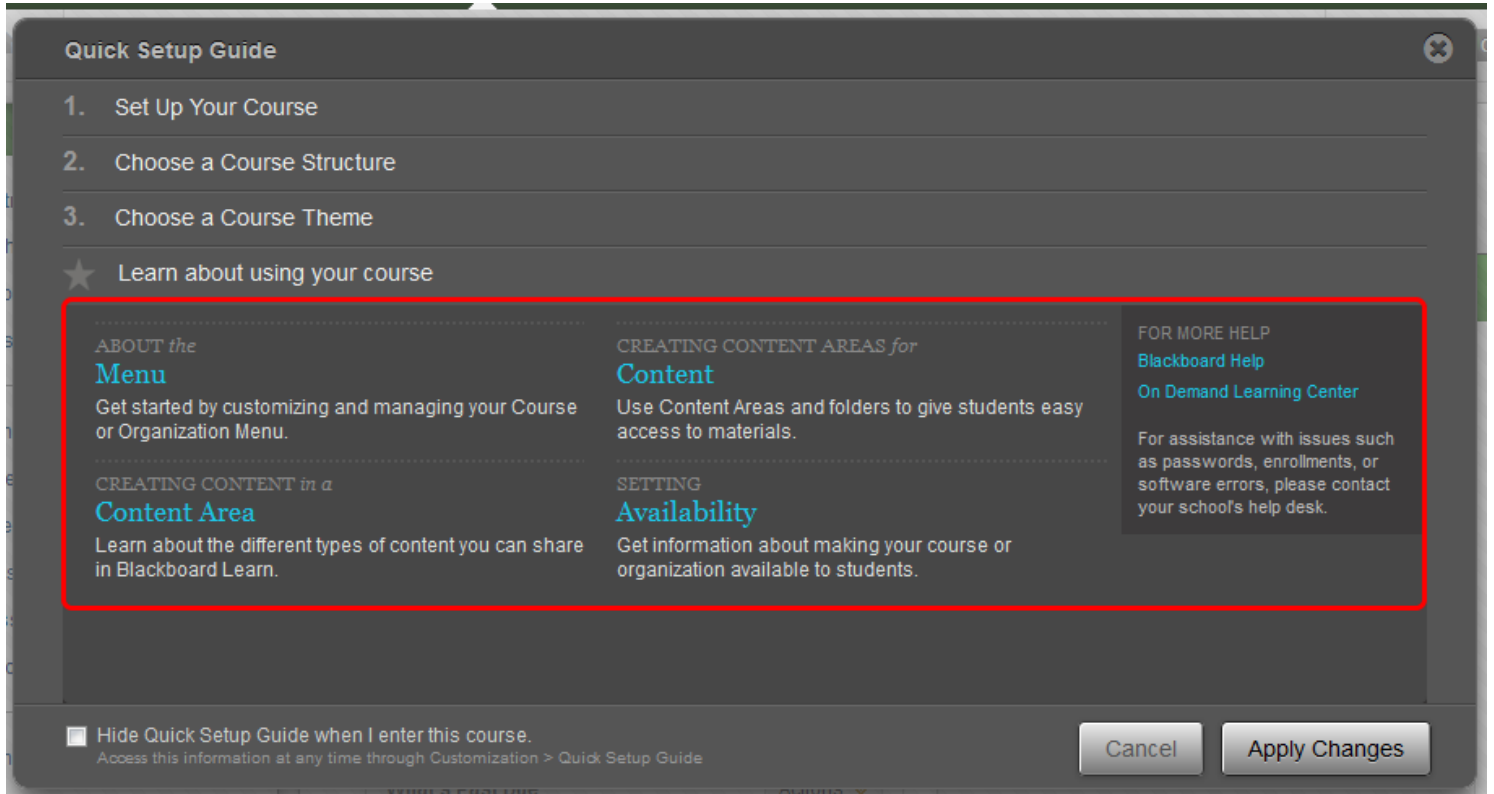 Quick Setup Guide
1. Set Up Your Course
2. Choose a Course Structure
3. Choose a Course Theme
Learn about using your course
ABOUT the
Menu
Get started by customizing and managing your Course
or Organization Menu.
CREATING CONTENT in a
Content Area
Learn about the different types of content you can share
in Blackboard Learn.
CREATING CONTENT AREAS for
Content
Use Content Areas and folders to give students easy
access to materials.
SETTING
Availability
Get information about making your course or
organization available to students.
FOR MORE HELP
Blackboard Help
On Demand Learning Center
For assistance with issues such
as passwords, enrollments, or
software errors, please contact
your school's help desk.
Hide Quick Setup Guide when I enter this course.
Access this information at any time through Customization > Quick Setup Guide
Cancel
Apply Changes